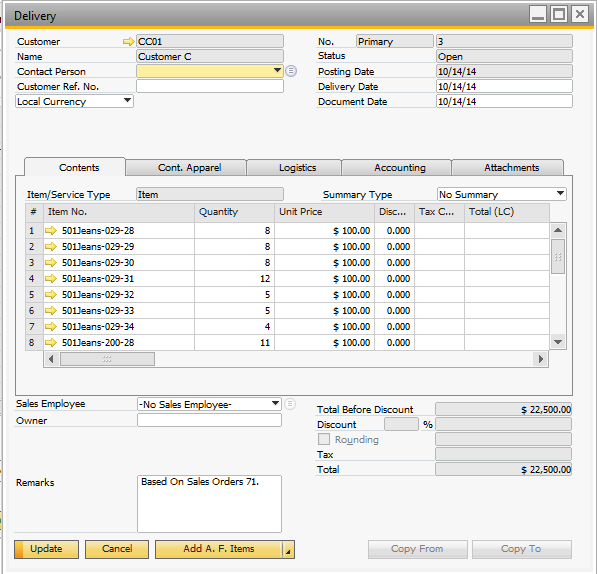 Delivery
Customer CC01 No. Primary 3
Name Customer C Status Open
Contact Person Posting Date 10/14/14
Customer Ref. No. Delivery Date 10/14/14
Local Currency Document Date 10/14/14
Contents Cont. Apparel Logistics Accounting Attachments
Item/Service Type Item Summary Type No Summary
# Item No. Quantity Unit Price Disc... Tax C... Total (LC)
1 501Jeans-029-28 8 $ 100.00 0.000
2 501Jeans-029-29 8 $ 100.00 0.000
3 501Jeans-029-30 8 $ 100.00 0.000
4 501Jeans-029-31 12 $ 100.00 0.000
5 501Jeans-029-32 5 $ 100.00 0.000
6 501Jeans-029-33 5 $ 100.00 0.000
7 501Jeans-029-34 4 $ 100.00 0.000
8 501Jeans-200-28 11 $ 100.00 0.000
Sales Employee -No Sales Employee- Total Before Discount $ 22,500.00
Owner Discount %
Rounding
Tax
Total $ 22,500.00
Remarks Based On Sales Orders 71.
Update Cancel Add A. F. Items Copy From Copy To